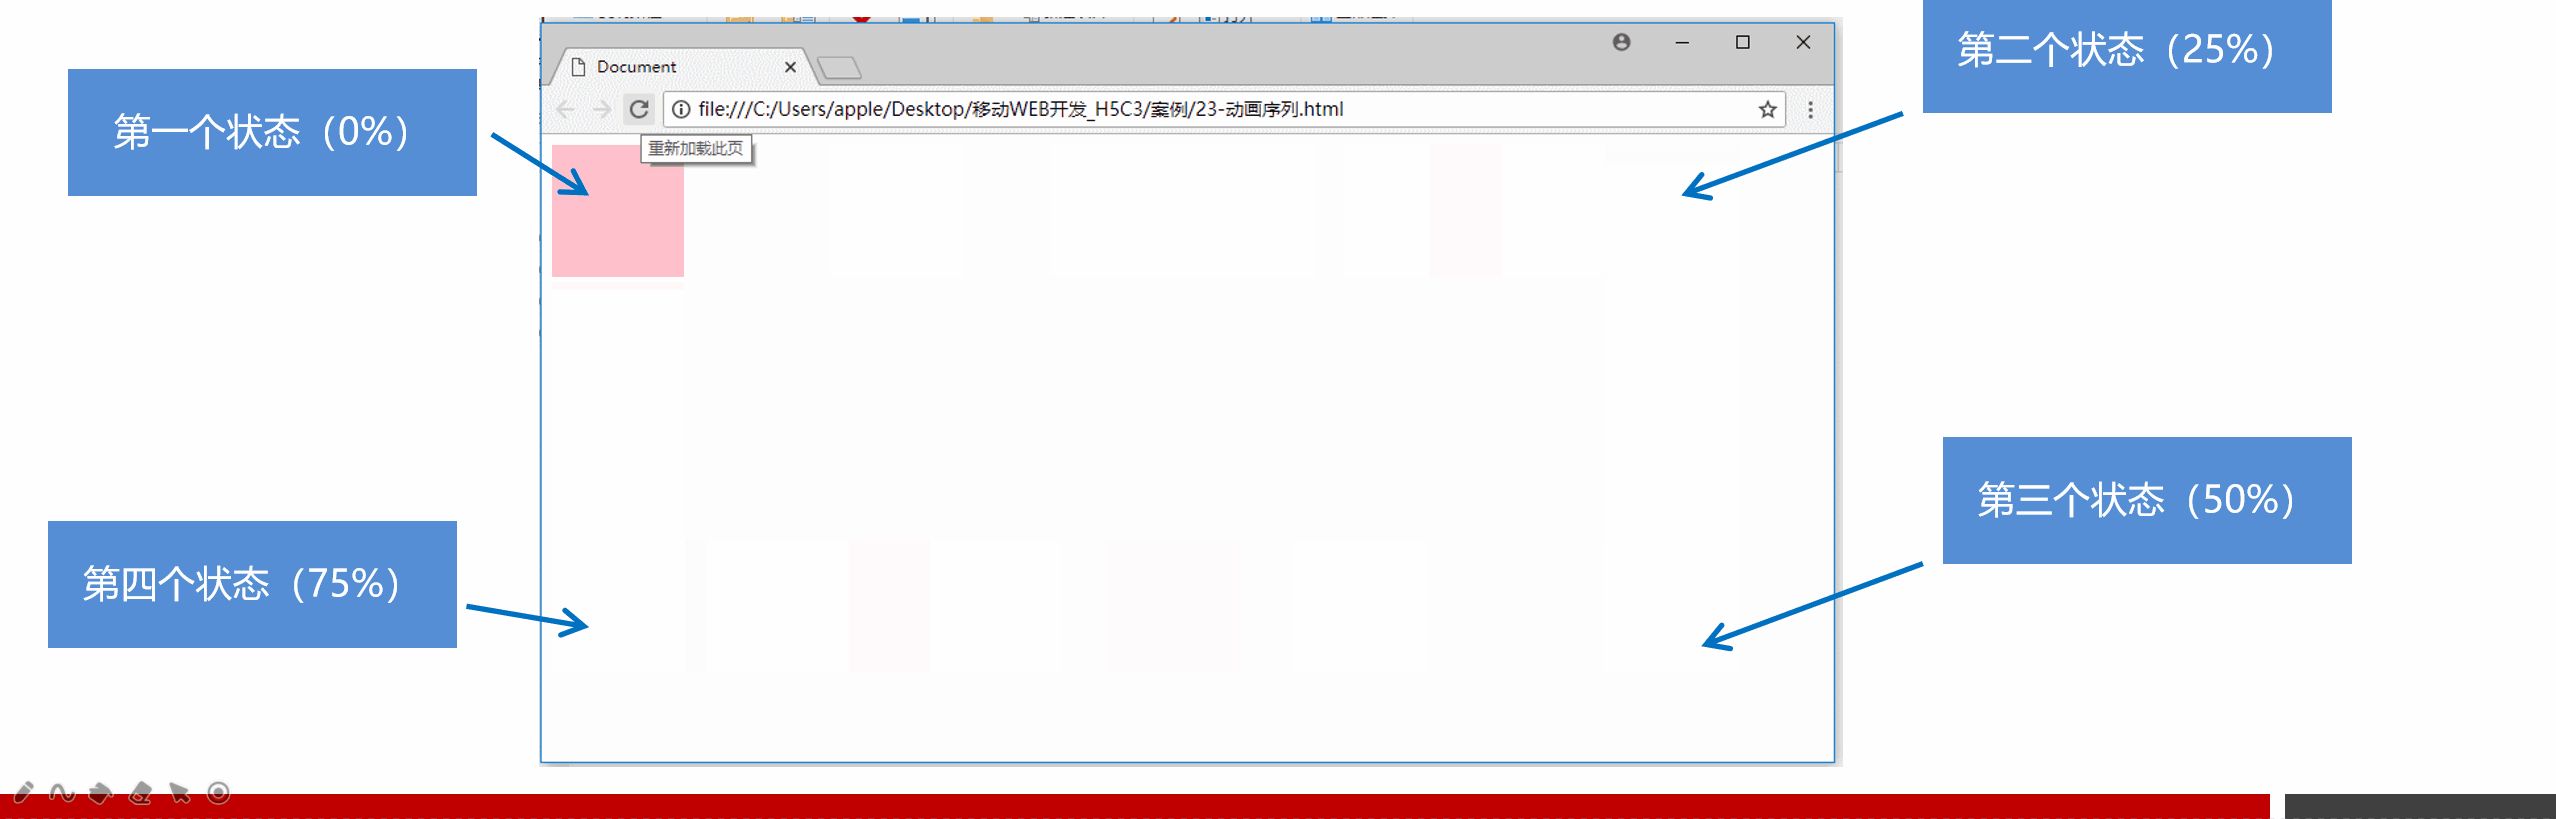 第二个状态（25%）
Document
第一个状态（0%）
file:///C:/Users/apple/Desktop/移动WEB开发_H5C3/案例/23-动画序列.html
重新加载此页
第三个状态（50%）
第四个状态（75%）